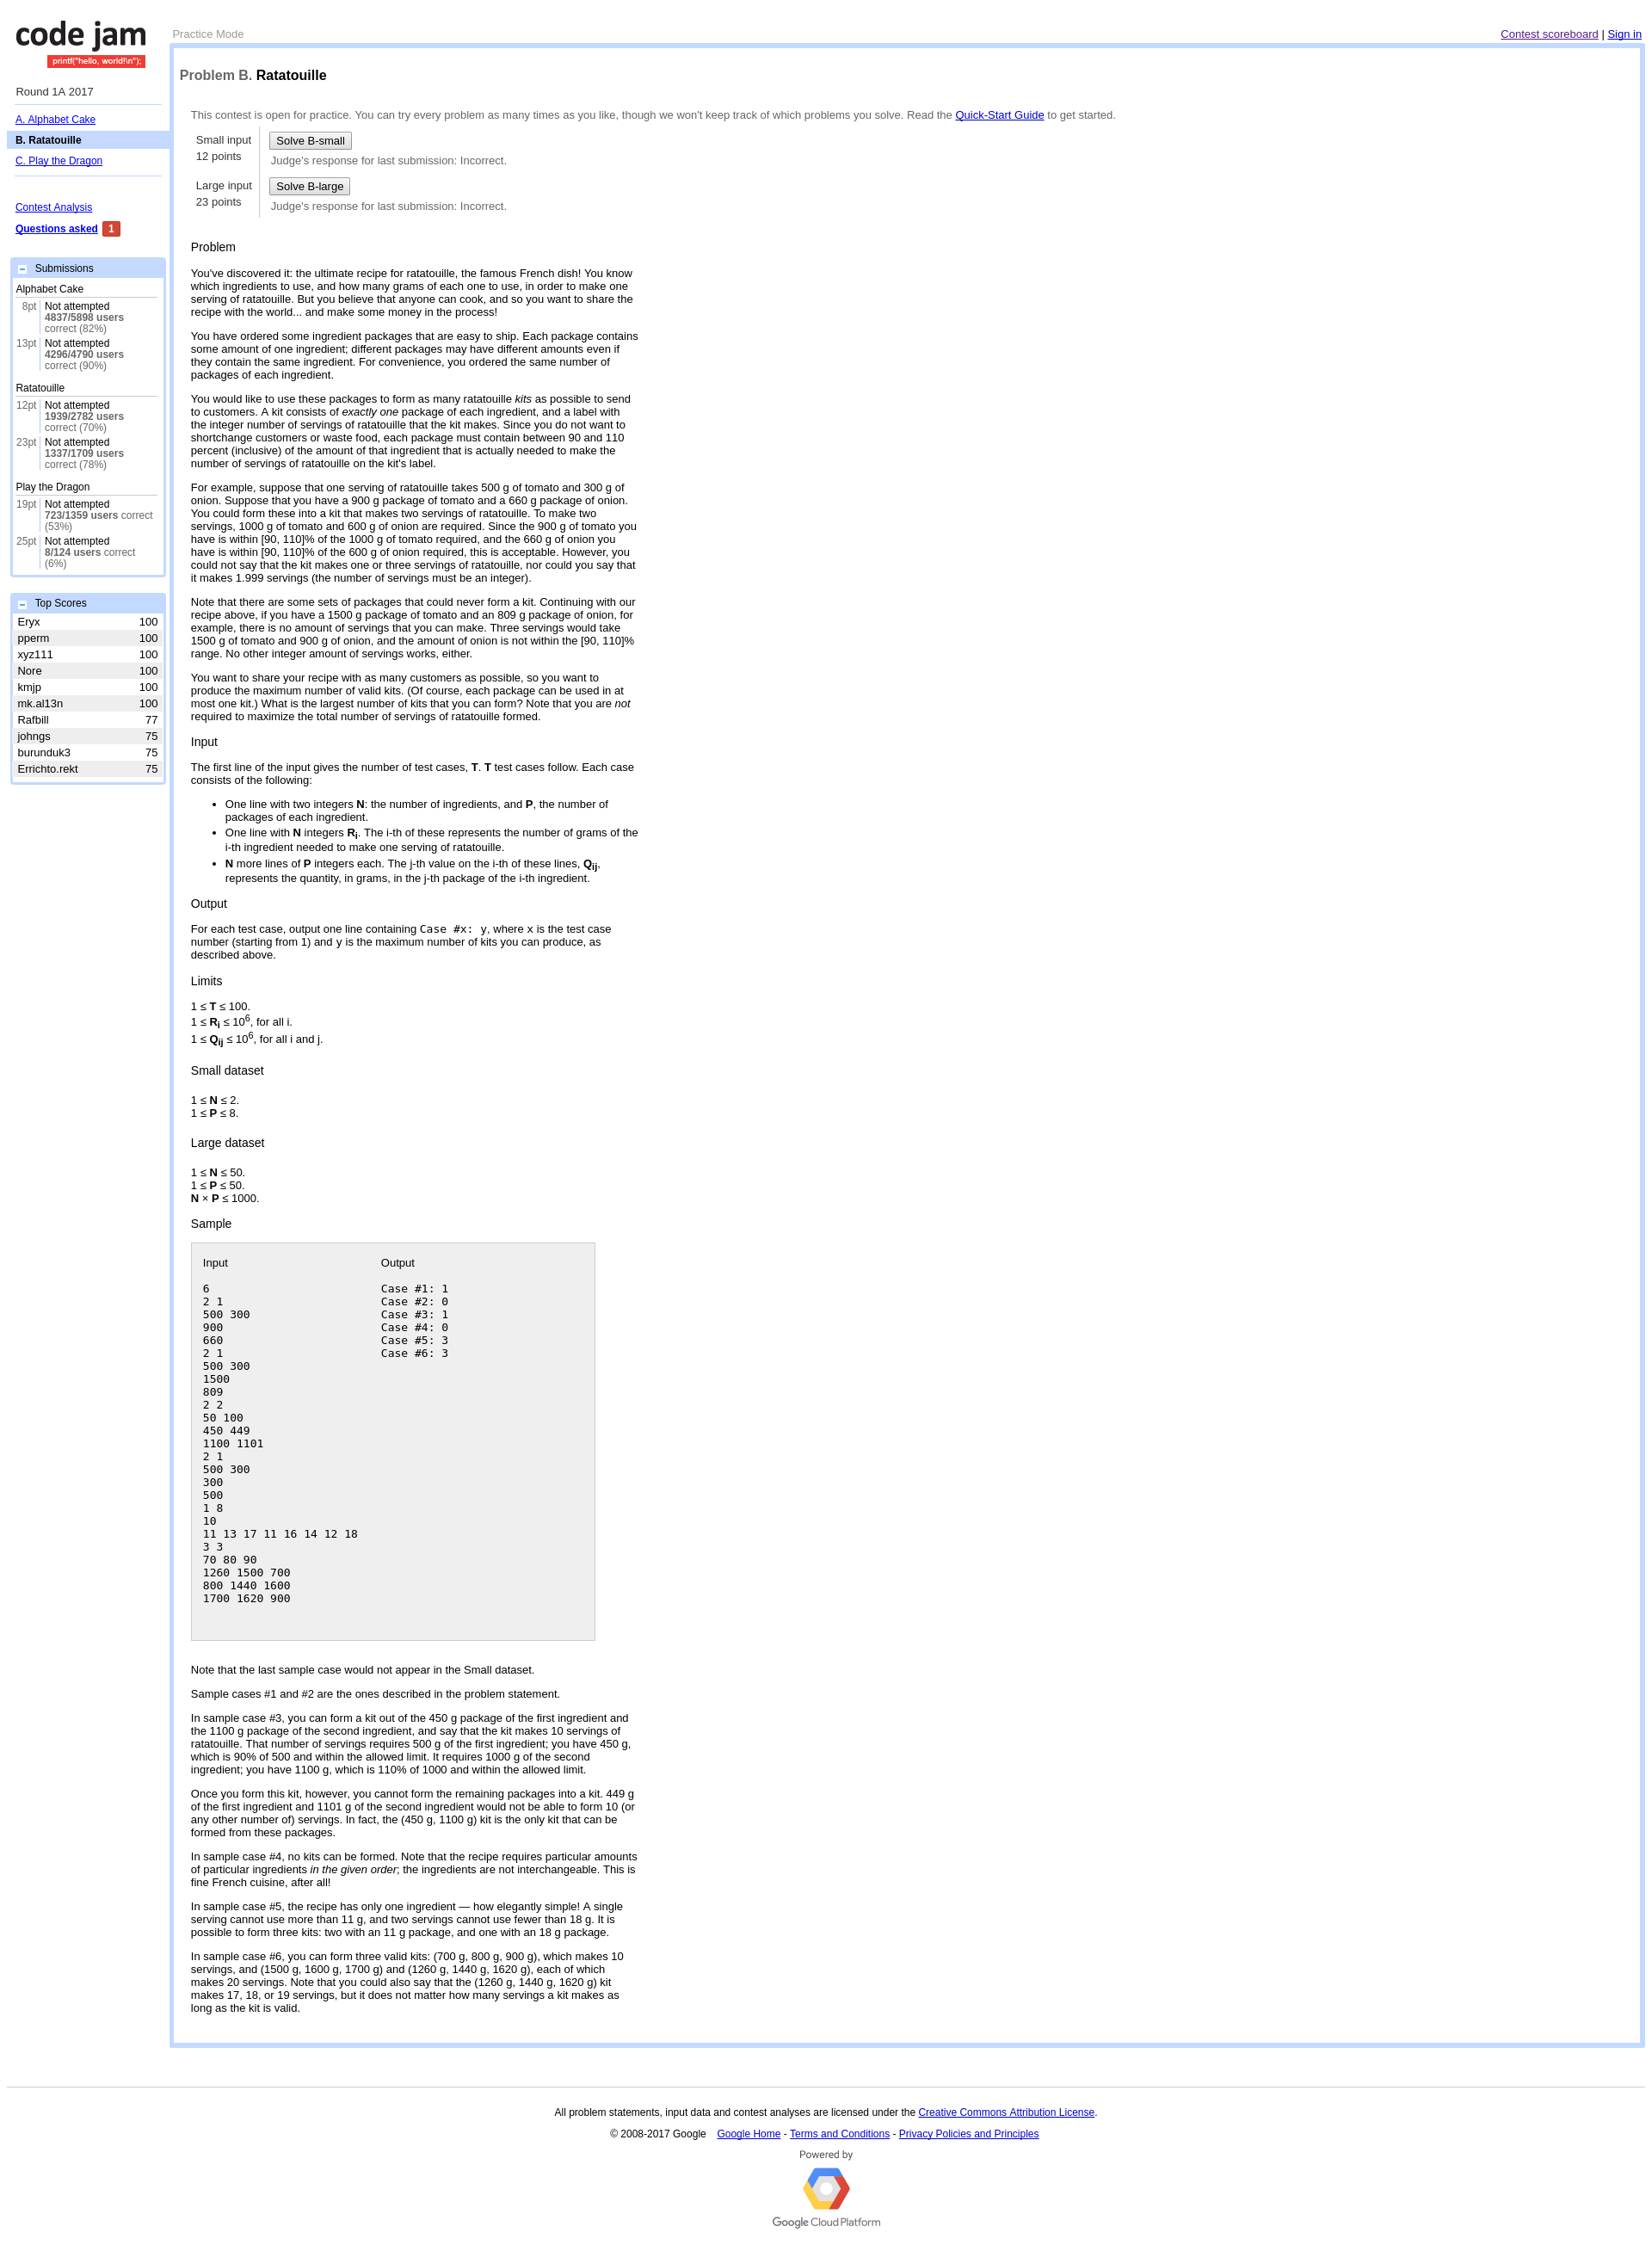 code jam
printf("hello, world!\n");
Practice Mode
Contest scoreboard | Sign in
Round 1A 2017
A. Alphabet Cake
B. Ratatouille
C. Play the Dragon
Contest Analysis
Questions asked 1
Submissions
Alphabet Cake
8pt Not attempted
4837/5898 users
correct (82%)
13pt Not attempted
4296/4790 users
correct (90%)
Ratatouille
12pt Not attempted
1939/2782 users
correct (70%)
23pt Not attempted
1337/1709 users
correct (78%)
Play the Dragon
19pt Not attempted
723/1359 users correct
(53%)
25pt Not attempted
8/124 users correct
(6%)
Top Scores
Eryx 100
pperm 100
xyz111 100
Nore 100
kmjp 100
mk.al13n 100
Rafbill 77
johngs 75
burunduk3 75
Errichto.rekt 75
Problem B. Ratatouille
This contest is open for practice. You can try every problem as many times as you like, though we won't keep track of which problems you solve. Read the Quick-Start Guide to get started.
Small input
12 points
Solve B-small
Judge's response for last submission: Incorrect.
Large input
23 points
Solve B-large
Judge's response for last submission: Incorrect.
Problem
You've discovered it: the ultimate recipe for ratatouille, the famous French dish! You know
which ingredients to use, and how many grams of each one to use, in order to make one
serving of ratatouille. But you believe that anyone can cook, and so you want to share the
recipe with the world... and make some money in the process!
You have ordered some ingredient packages that are easy to ship. Each package contains
some amount of one ingredient; different packages may have different amounts even if
they contain the same ingredient. For convenience, you ordered the same number of
packages of each ingredient.
You would like to use these packages to form as many ratatouille kits as possible to send
to customers. A kit consists of exactly one package of each ingredient, and a label with
the integer number of servings of ratatouille that the kit makes. Since you do not want to
shortchange customers or waste food, each package must contain between 90 and 110
percent (inclusive) of the amount of that ingredient that is actually needed to make the
number of servings of ratatouille on the kit's label.
For example, suppose that one serving of ratatouille takes 500 g of tomato and 300 g of
onion. Suppose that you have a 900 g package of tomato and a 660 g package of onion.
You could form these into a kit that makes two servings of ratatouille. To make two
servings, 1000 g of tomato and 600 g of onion are required. Since the 900 g of tomato you
have is within [90, 110]% of the 1000 g of tomato required, and the 660 g of onion you
have is within [90, 110]% of the 600 g of onion required, this is acceptable. However, you
could not say that the kit makes one or three servings of ratatouille, nor could you say that
it makes 1.999 servings (the number of servings must be an integer).
Note that there are some sets of packages that could never form a kit. Continuing with our
recipe above, if you have a 1500 g package of tomato and an 809 g package of onion, for
example, there is no amount of servings that you can make. Three servings would take
1500 g of tomato and 900 g of onion, and the amount of onion is not within the [90, 110]%
range. No other integer amount of servings works, either.
You want to share your recipe with as many customers as possible, so you want to
produce the maximum number of valid kits. (Of course, each package can be used in at
most one kit.) What is the largest number of kits that you can form? Note that you are not
required to maximize the total number of servings of ratatouille formed.
Input
The first line of the input gives the number of test cases, T. T test cases follow. Each case
consists of the following:
• One line with two integers N: the number of ingredients, and P, the number of
packages of each ingredient.
• One line with N integers Ri. The i-th of these represents the number of grams of the
i-th ingredient needed to make one serving of ratatouille.
• N more lines of P integers each. The j-th value on the i-th of these lines, Qij,
represents the quantity, in grams, in the j-th package of the i-th ingredient.
Output
For each test case, output one line containing Case #x: y, where x is the test case
number (starting from 1) and y is the maximum number of kits you can produce, as
described above.
Limits
1 ≤ T ≤ 100.
1 ≤ Ri ≤ 10^6, for all i.
1 ≤ Qij ≤ 10^6, for all i and j.
Small dataset
1 ≤ N ≤ 2.
1 ≤ P ≤ 8.
Large dataset
1 ≤ N ≤ 50.
1 ≤ P ≤ 50.
N × P ≤ 1000.
Sample
Input Output
6 Case #1: 1
2 1 Case #2: 0
500 300 Case #3: 1
900 Case #4: 0
660 Case #5: 3
2 1 Case #6: 3
500 300
1500
809
2 2
50 100
450 449
1100 1101
2 1
500 300
300
500
1 8
10
11 13 17 11 16 14 12 18
3 3
70 80 90
1260 1500 700
800 1440 1600
1700 1620 900
Note that the last sample case would not appear in the Small dataset.
Sample cases #1 and #2 are the ones described in the problem statement.
In sample case #3, you can form a kit out of the 450 g package of the first ingredient and
the 1100 g package of the second ingredient, and say that the kit makes 10 servings of
ratatouille. That number of servings requires 500 g of the first ingredient; you have 450 g,
which is 90% of 500 and within the allowed limit. It requires 1000 g of the second
ingredient; you have 1100 g, which is 110% of 1000 and within the allowed limit.
Once you form this kit, however, you cannot form the remaining packages into a kit. 449 g
of the first ingredient and 1101 g of the second ingredient would not be able to form 10 (or
any other number of) servings. In fact, the (450 g, 1100 g) kit is the only kit that can be
formed from these packages.
In sample case #4, no kits can be formed. Note that the recipe requires particular amounts
of particular ingredients in the given order; the ingredients are not interchangeable. This is
fine French cuisine, after all!
In sample case #5, the recipe has only one ingredient — how elegantly simple! A single
serving cannot use more than 11 g, and two servings cannot use fewer than 18 g. It is
possible to form three kits: two with an 11 g package, and one with an 18 g package.
In sample case #6, you can form three valid kits: (700 g, 800 g, 900 g), which makes 10
servings, and (1500 g, 1600 g, 1700 g) and (1260 g, 1440 g, 1620 g), each of which
makes 20 servings. Note that you could also say that the (1260 g, 1440 g, 1620 g) kit
makes 17, 18, or 19 servings, but it does not matter how many servings a kit makes as
long as the kit is valid.
All problem statements, input data and contest analyses are licensed under the Creative Commons Attribution License.
© 2008-2017 Google Google Home - Terms and Conditions - Privacy Policies and Principles
Powered by
Google Cloud Platform